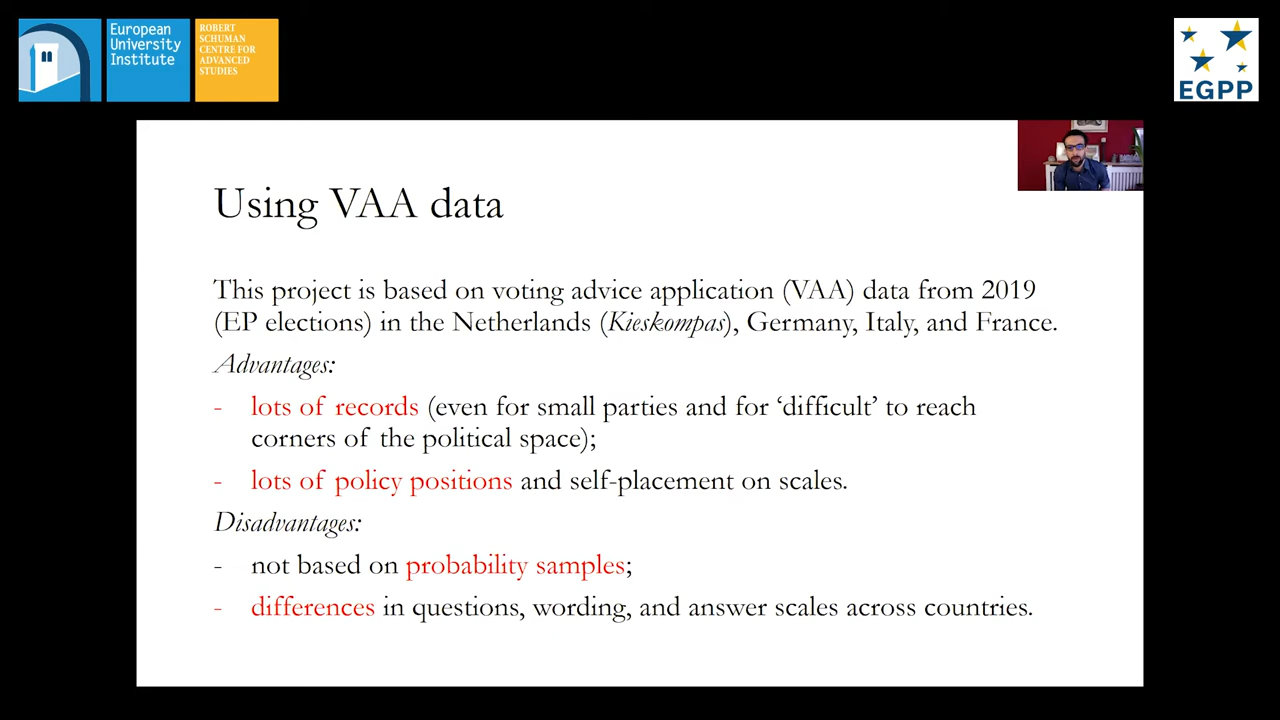 European
University
Institute
ROBERT
SCHUMAN
CENTRE FOR
ADVANCED
STUDIES
EGPP
Using VAA data
This project is based on voting advice application (VAA) data from 2019
(EP elections) in the Netherlands (Kieskompas), Germany, Italy, and France.
Advantages:
- lots of records (even for small parties and for ‘difficult’ to reach
corners of the political space);
- lots of policy positions and self-placement on scales.
Disadvantages:
- not based on probability samples;
- differences in questions, wording, and answer scales across countries.